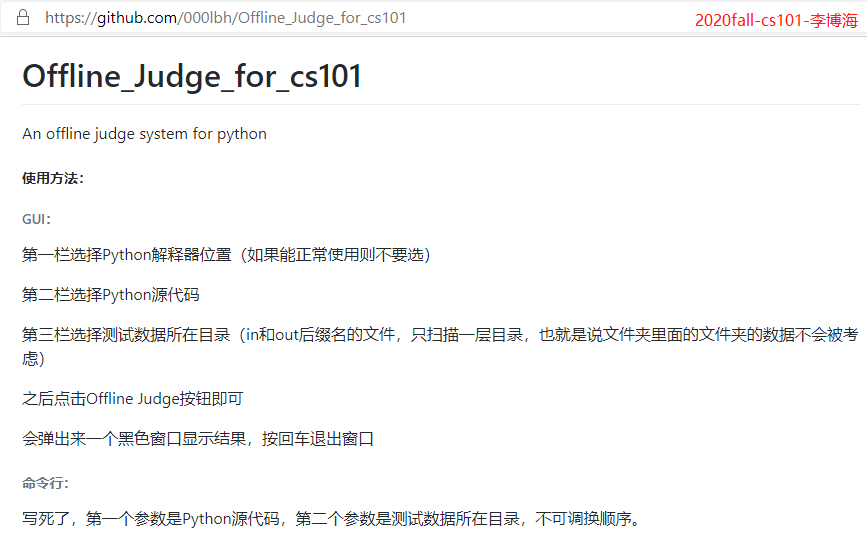 https://github.com/000lbh/Offline_Judge_for_cs101
2020fall-cs101-李博海
Offline_Judge_for_cs101
An offline judge system for python
使用方法：
GUI：
第一栏选择Python解释器位置（如果能正常使用则不要选）
第二栏选择Python源代码
第三栏选择测试数据所在目录（in和out后缀名的文件，只扫描一层目录，也就是说文件夹里面的文件夹的数据不会被考
虑）
之后点击Offline Judge按钮即可
会弹出来一个黑色窗口显示结果，按回车退出窗口
命令行：
写死了，第一个参数是Python源代码，第二个参数是测试数据所在目录，不可调换顺序。